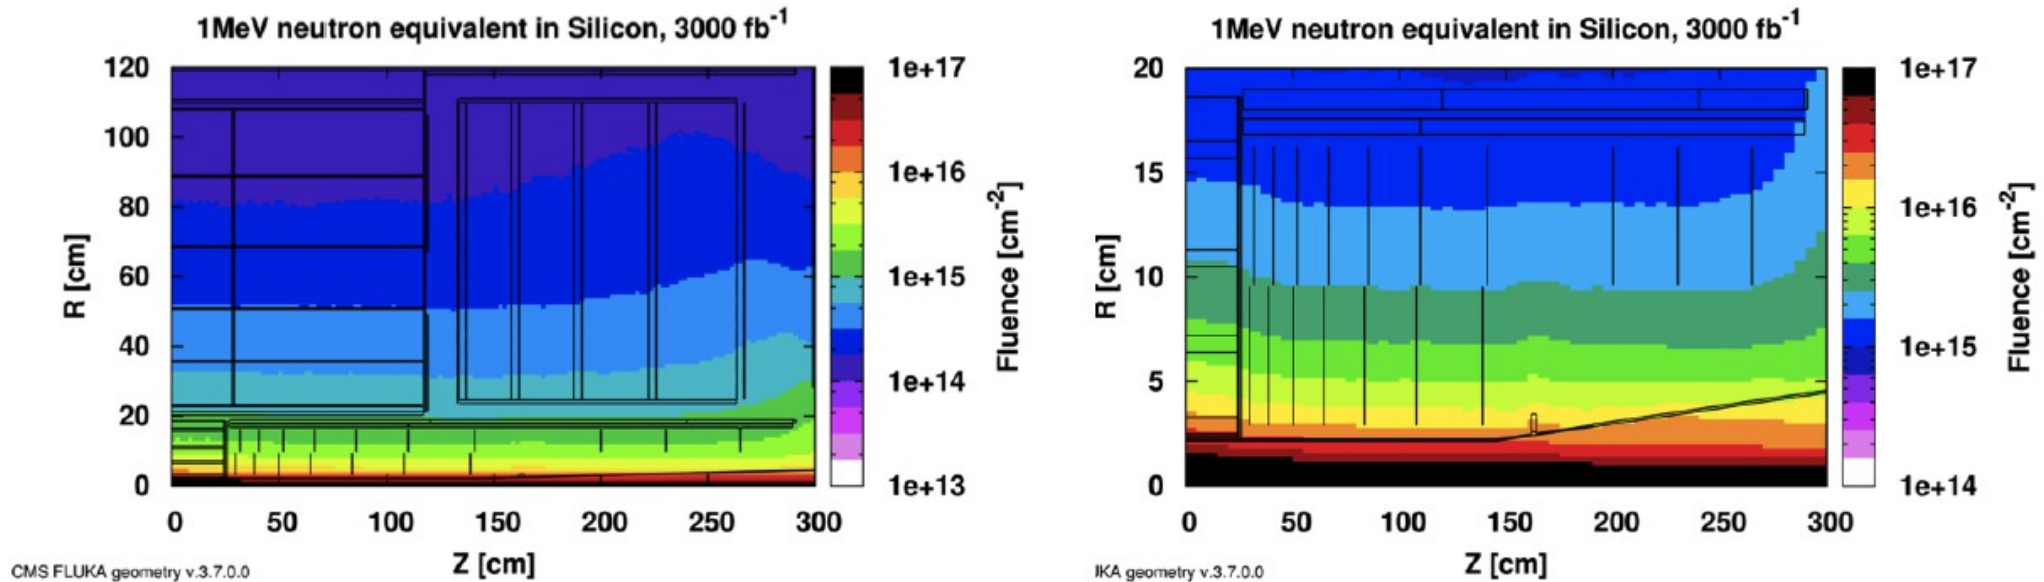 1MeV neutron equivalent in Silicon, 3000 fb⁻¹
120
100
80
60
40
20
0
R [cm]
0 50 100 150 200 250 300
Z [cm]
1e+17
1e+16
1e+15
1e+14
1e+13
Fluence [cm⁻²]
CMS FLUKA geometry v.3.7.0.0
1MeV neutron equivalent in Silicon, 3000 fb⁻¹
20
15
10
5
0
R [cm]
0 50 100 150 200 250 300
Z [cm]
1e+17
1e+16
1e+15
1e+14
Fluence [cm⁻²]
IKA geometry v.3.7.0.0